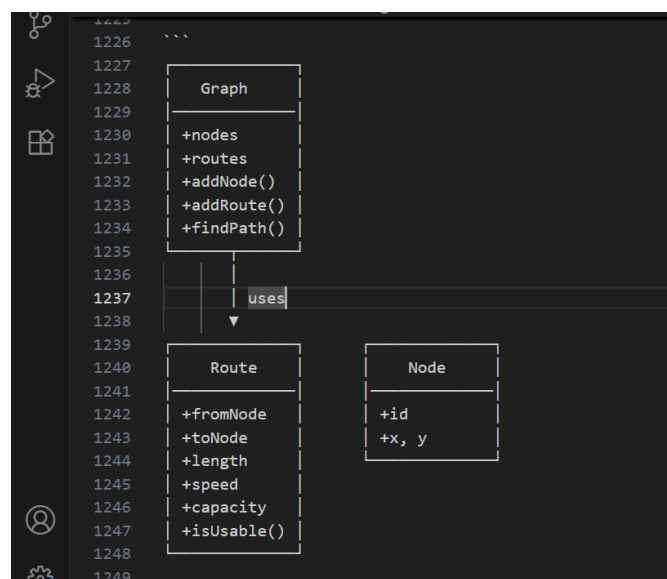 1225
1226 ```
1227
1228 Graph
1229
1230 +nodes
1231 +routes
1232 +addNode()
1233 +addRoute()
1234 +findPath()
1235
1236
1237 uses
1238 ▼
1239
1240 Route Node
1241
1242 +fromNode +id
1243 +toNode +x, y
1244 +length
1245 +speed
1246 +capacity
1247 +isUsable()
1248
1249